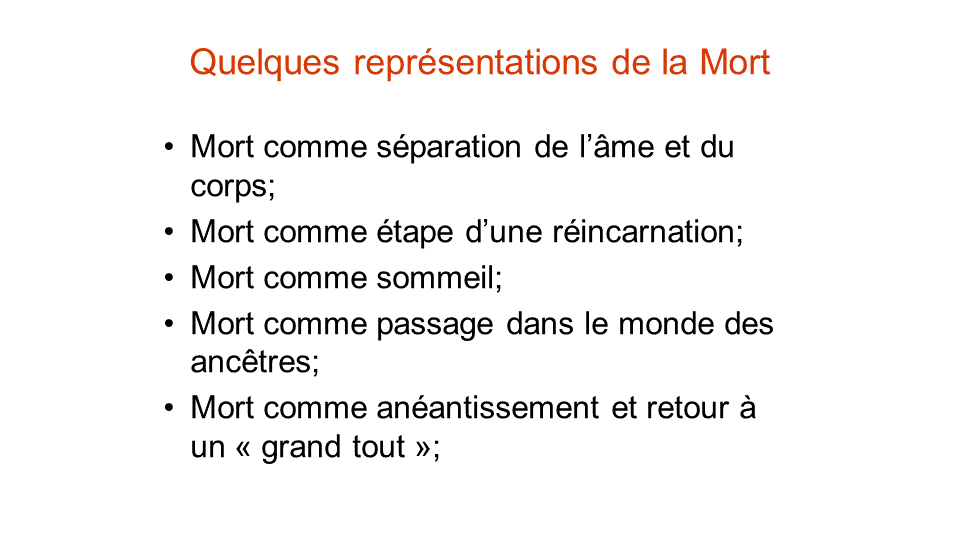 Quelques représentations de la Mort
• Mort comme séparation de l’âme et du
corps;
• Mort comme étape d’une réincarnation;
• Mort comme sommeil;
• Mort comme passage dans le monde des
ancêtres;
• Mort comme anéantissement et retour à
un « grand tout »;